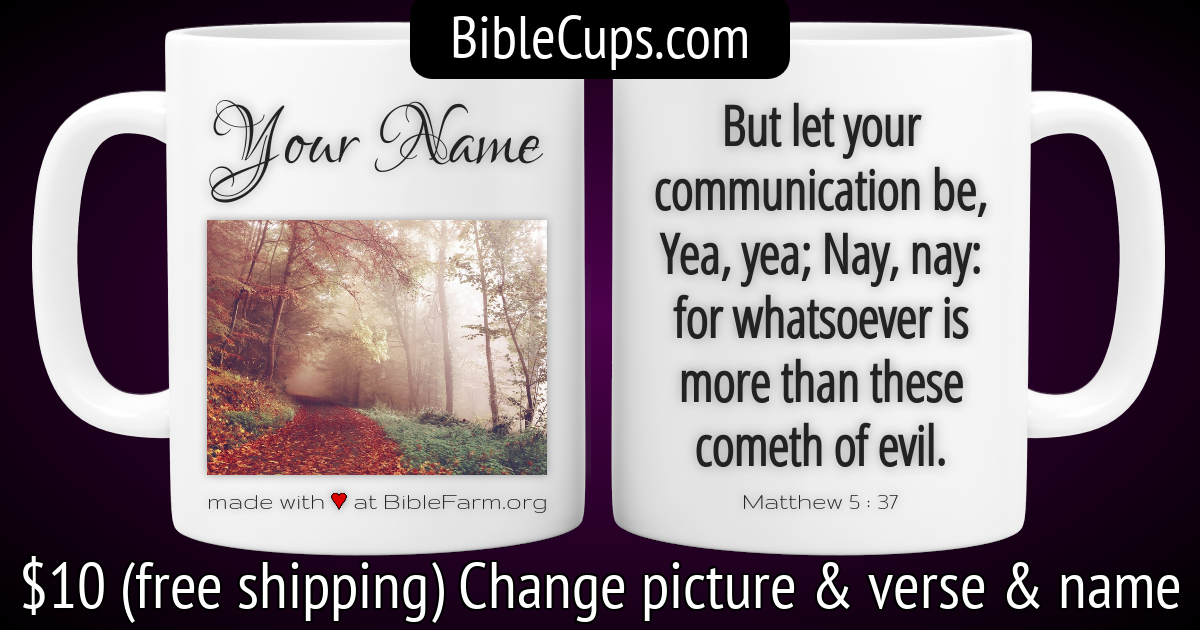 BibleCups.com
Your Name
made with ♥ at BibleFarm.org
But let your
communication be,
Yea, yea; Nay, nay:
for whatsoever is
more than these
cometh of evil.
Matthew 5 : 37
$10 (free shipping) Change picture & verse & name